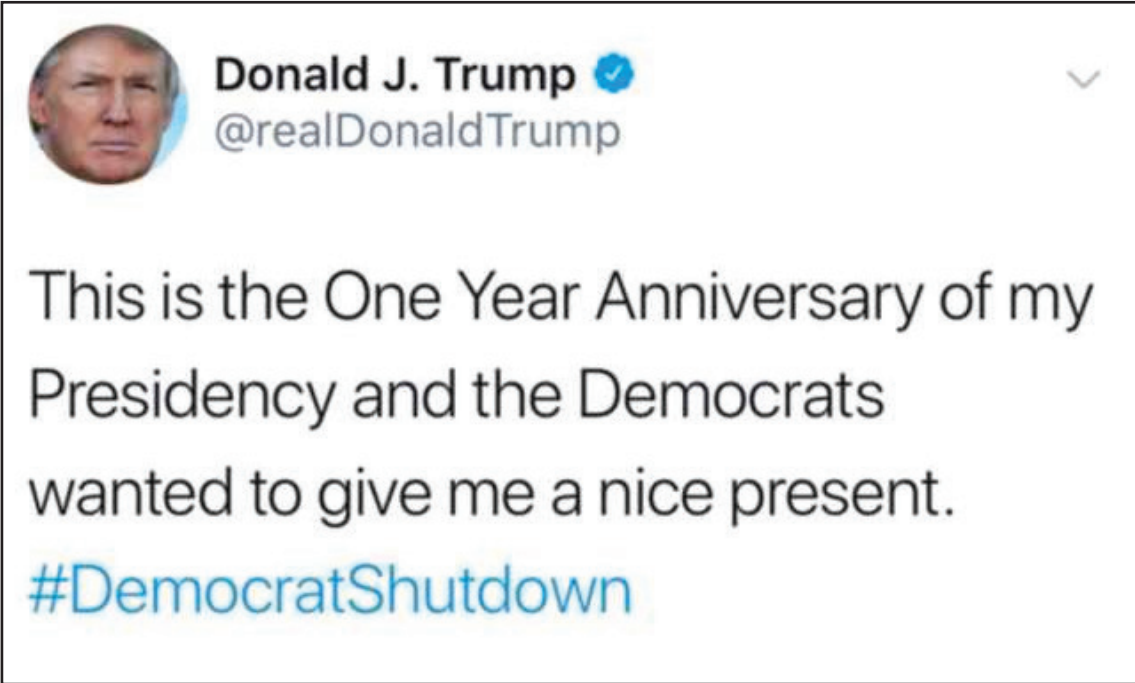 Donald J. Trump
@realDonaldTrump
This is the One Year Anniversary of my
Presidency and the Democrats
wanted to give me a nice present.
#DemocratShutdown